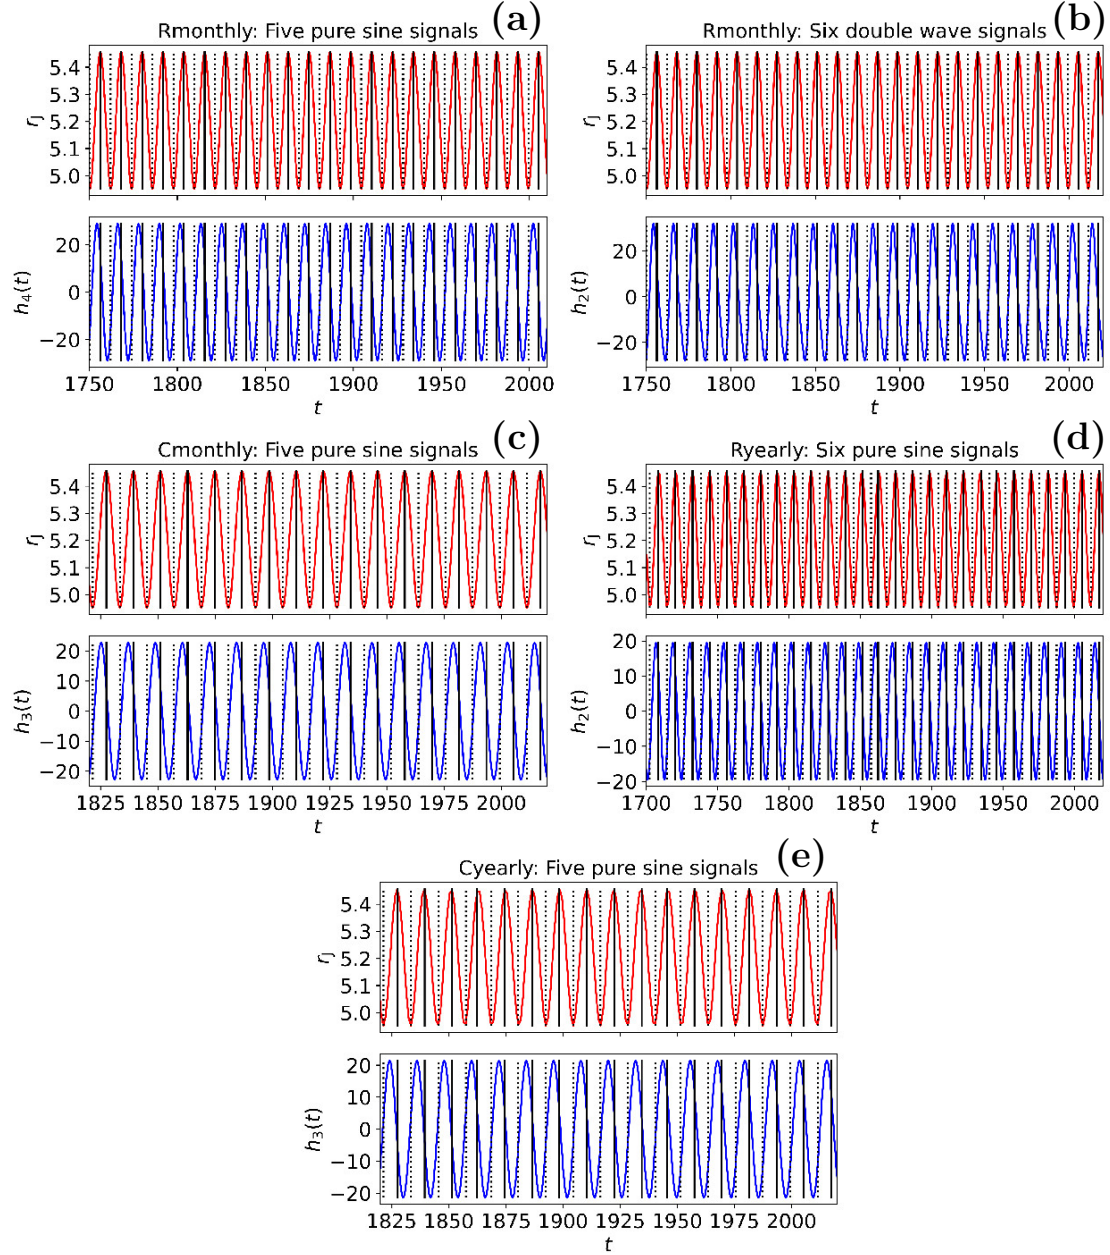 (a)
Rmonthly: Five pure sine signals
5.4
5.3
5.2
5.1
5.0
rJ
20
0
−20
h4(t)
1750 1800 1850 1900 1950 2000
t
(b)
Rmonthly: Six double wave signals
5.4
5.3
5.2
5.1
5.0
rJ
20
0
−20
h2(t)
1750 1800 1850 1900 1950 2000
t
(c)
Cmonthly: Five pure sine signals
5.4
5.3
5.2
5.1
5.0
rJ
20
10
0
−10
−20
h3(t)
1825 1850 1875 1900 1925 1950 1975 2000
t
(d)
Ryearly: Six pure sine signals
5.4
5.3
5.2
5.1
5.0
rJ
20
10
0
−10
−20
h2(t)
1700 1750 1800 1850 1900 1950 2000
t
(e)
Cyearly: Five pure sine signals
5.4
5.3
5.2
5.1
5.0
rJ
20
10
0
−10
−20
h3(t)
1825 1850 1875 1900 1925 1950 1975 2000
t